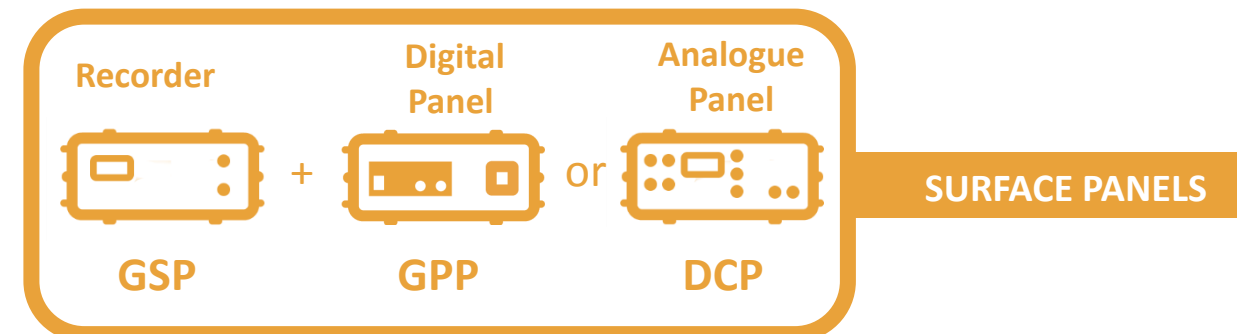 Recorder
Digital
Panel
Analogue
Panel
+
or
GSP
GPP
DCP
SURFACE PANELS